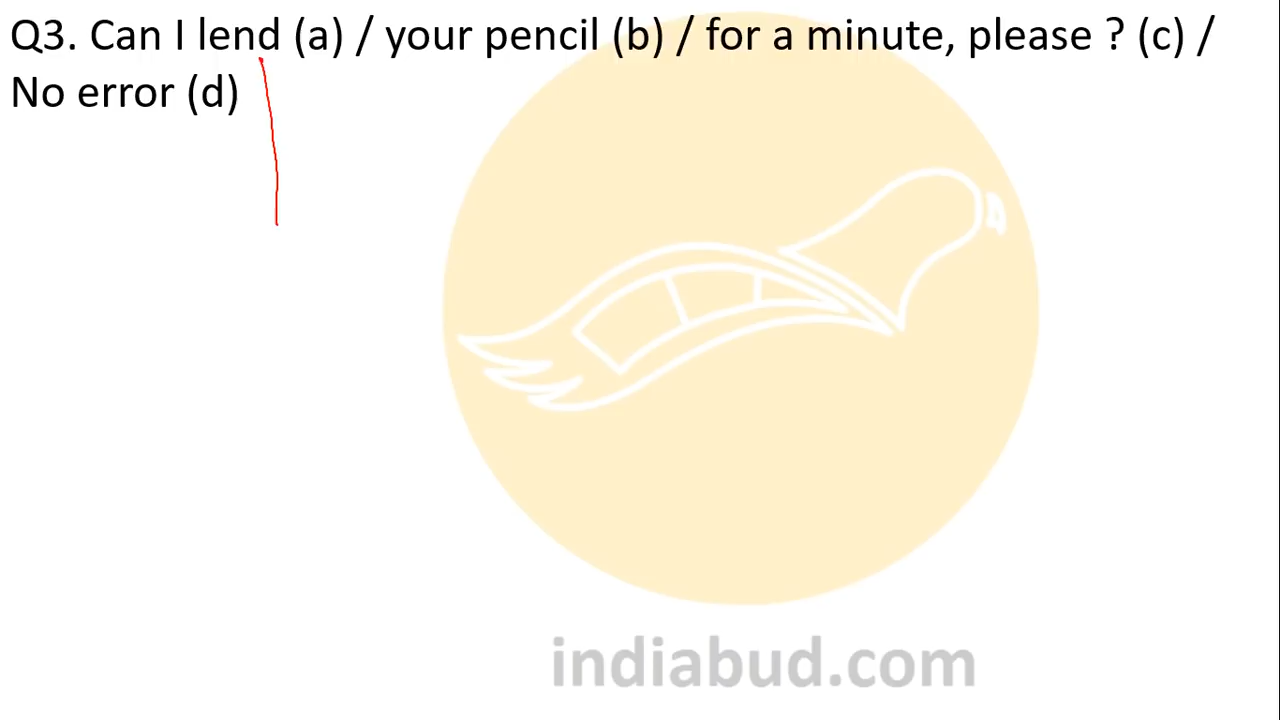 Q3. Can I lend (a) / your pencil (b) / for a minute, please ? (c) /
No error (d)
indiabud.com